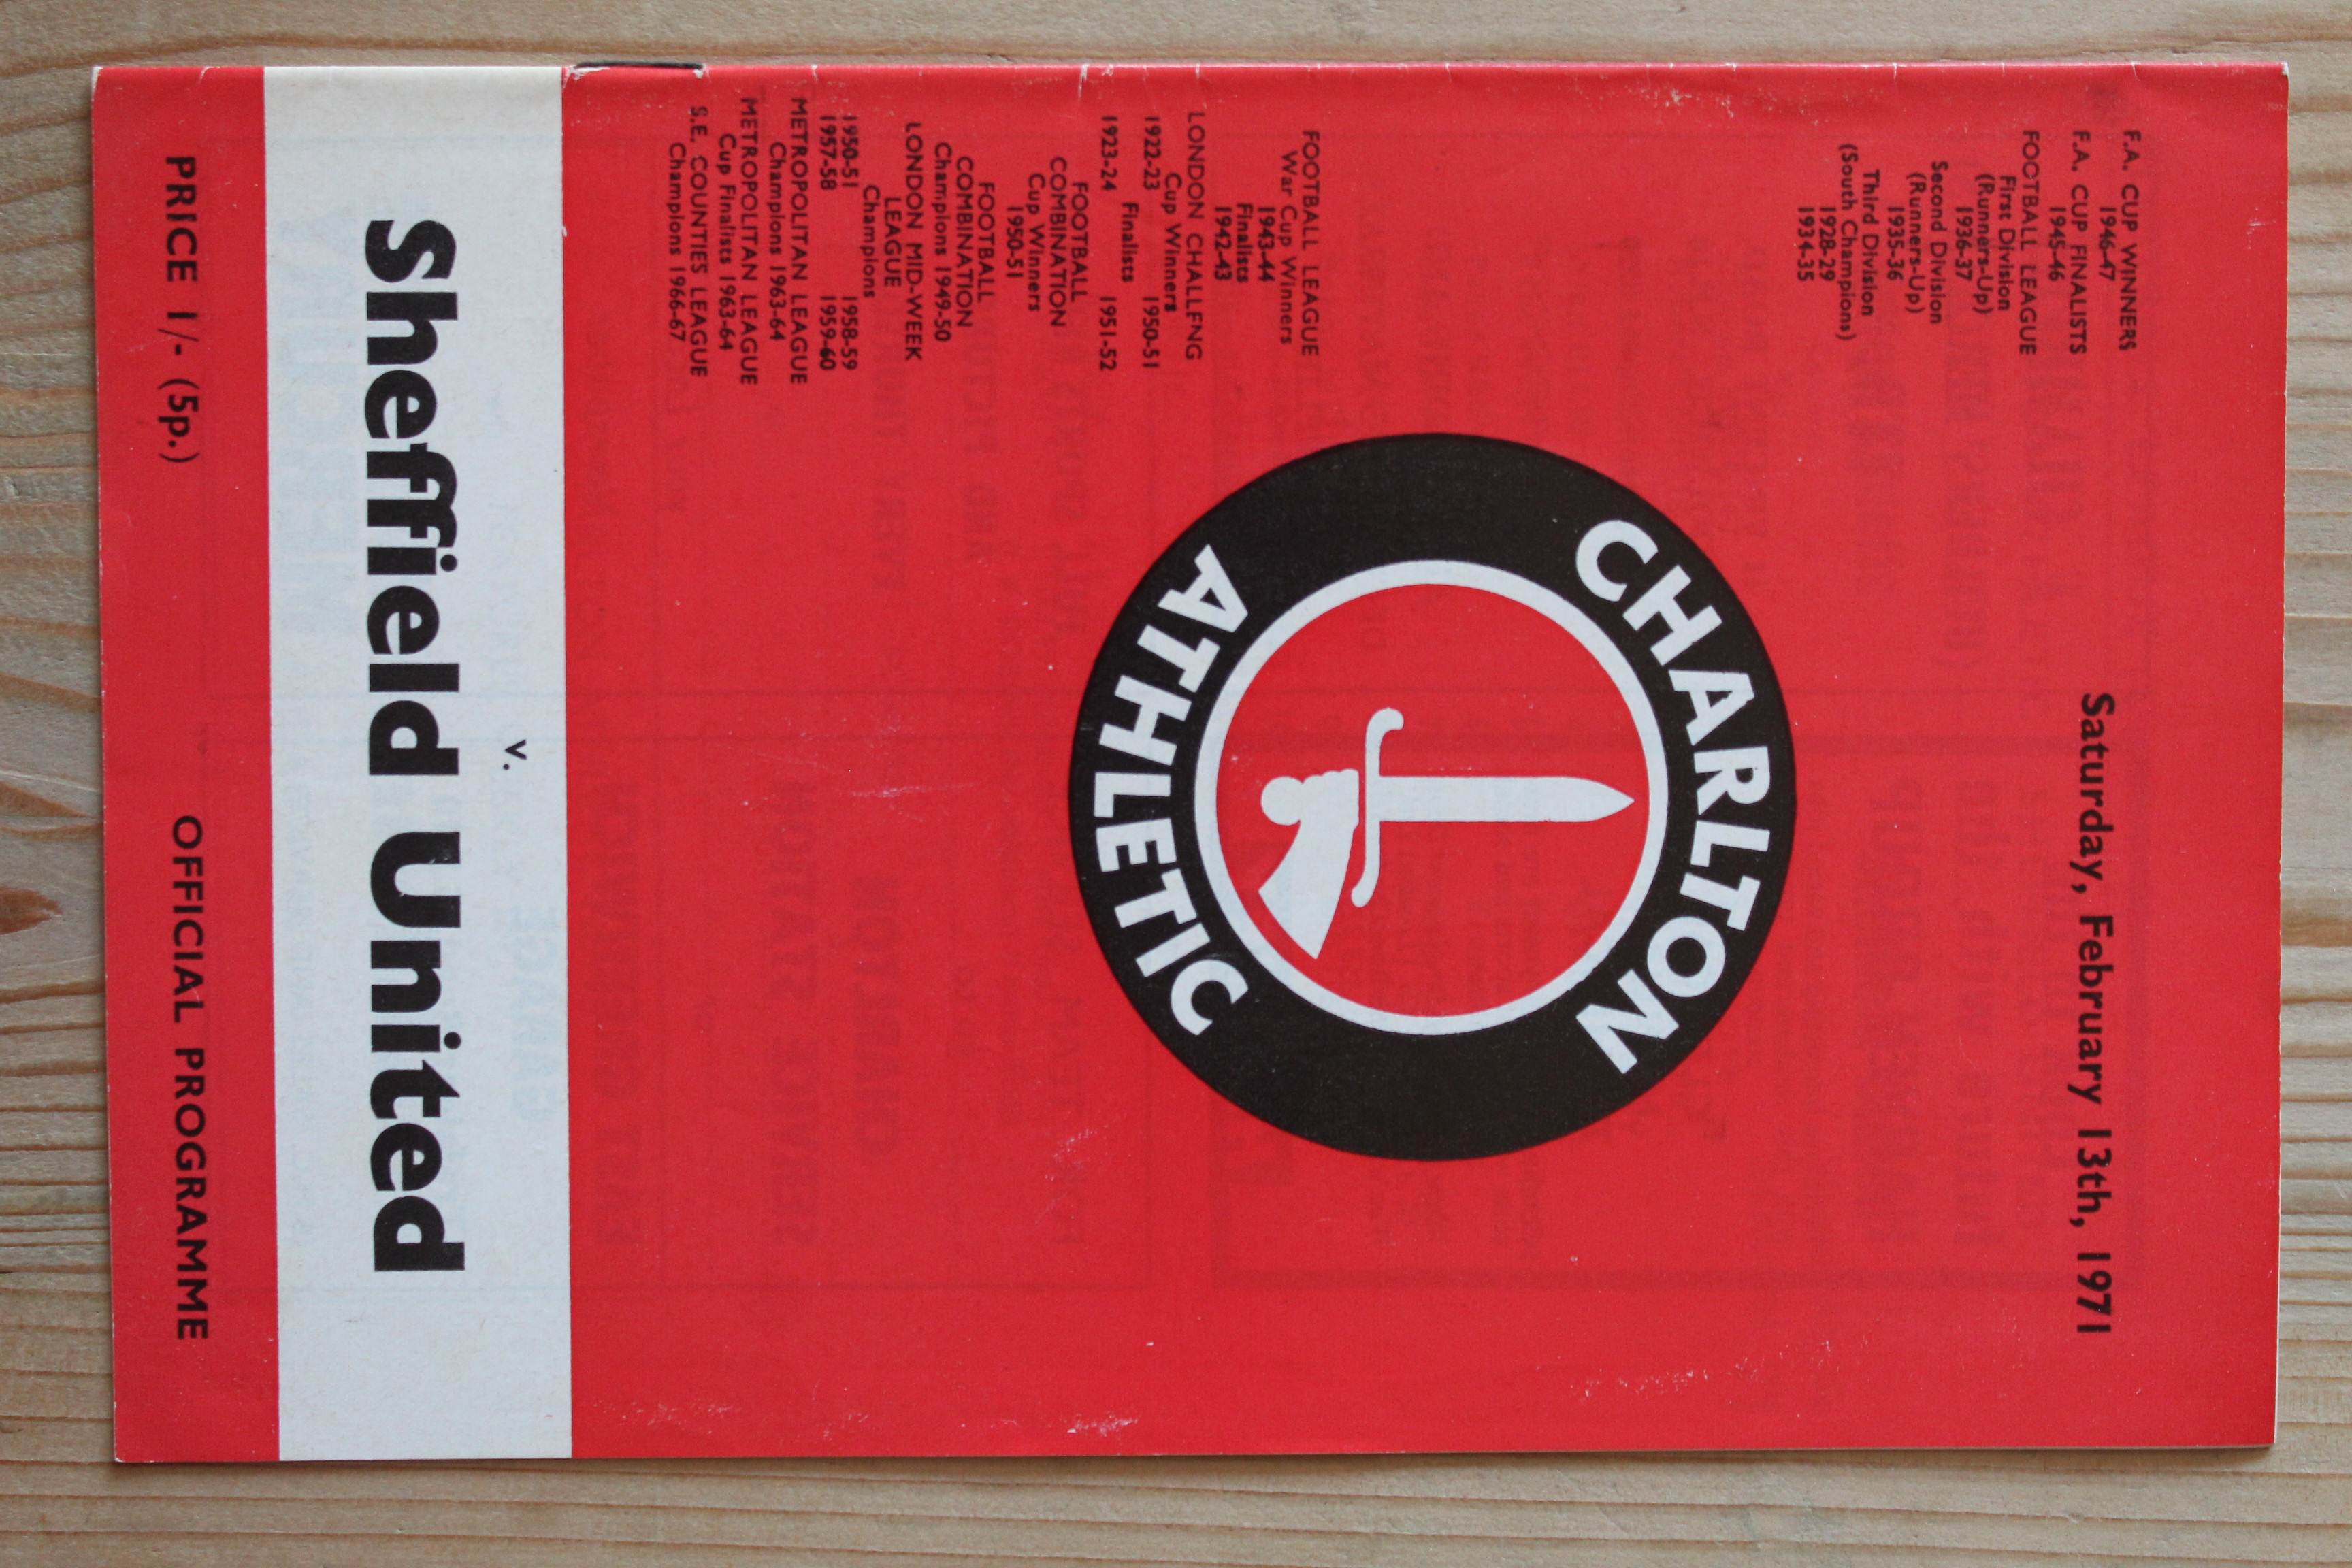 Saturday, February 13th, 1971
F.A. CUP WINNERS
1946-47
F.A. CUP FINALISTS
1945-46
FOOTBALL LEAGUE
First Division
(Runners-Up)
1936-37
Second Division
(Runners-Up)
1935-36
Third Division
(South Champions)
1928-29
1934-35
CHARLTON
ATHLETIC
FOOTBALL LEAGUE
War Cup Winners
1943-44
Finalists
1942-43
LONDON CHALLFNG
Cup Winners
1922-23 1950-51
Finalists
1923-24 1951-52
FOOTBALL
COMBINATION
Cup Winners
1950-51
FOOTBALL
COMBINATION
Champions 1949-50
LONDON MID-WEEK
LEAGUE
Champions
1950-51 1958-59
1957-58 1959-60
METROPOLITAN LEAGUE
Champions 1963-64
METROPOLITAN LEAGUE
Cup Finalists 1963-64
S.E. COUNTIES LEAGUE
Champions 1966-67
v.
Sheffield United
PRICE 1/- (5p.) OFFICIAL PROGRAMME